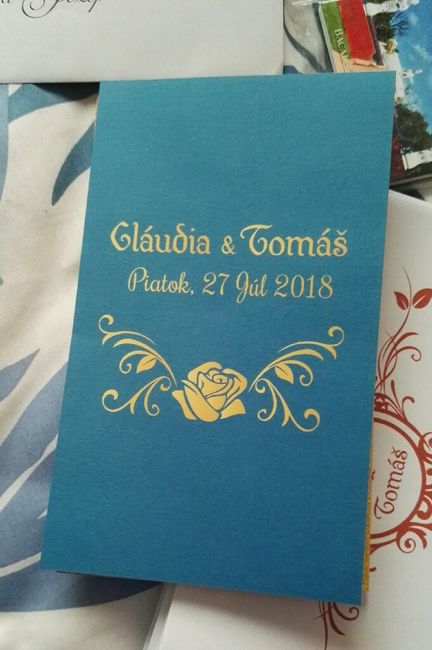 Cláudia & Tomáš
Piatok, 27 Júl 2018
Tomáš